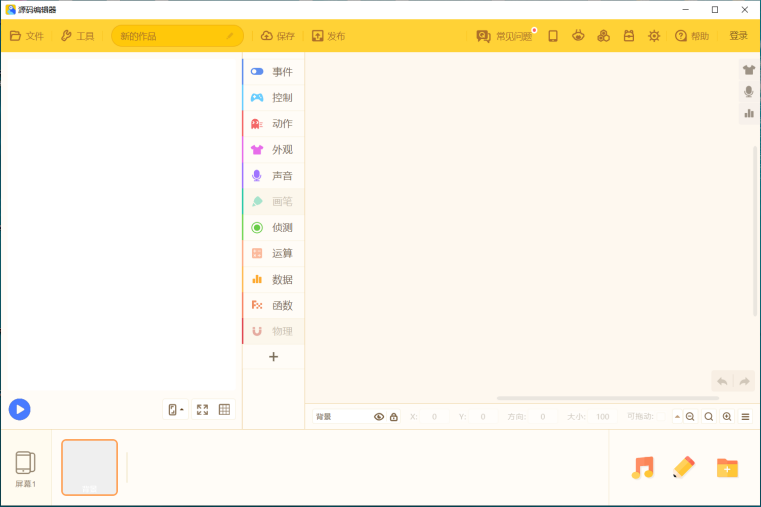 源码编辑器
文件 工具 新的作品 保存 发布 常见问题 帮助 登录
事件
控制
动作
外观
声音
画笔
侦测
运算
数据
Fx 函数
物理
+
背景 X: 0 Y: 0 方向: 0 大小: 100 可拖动:
屏幕1